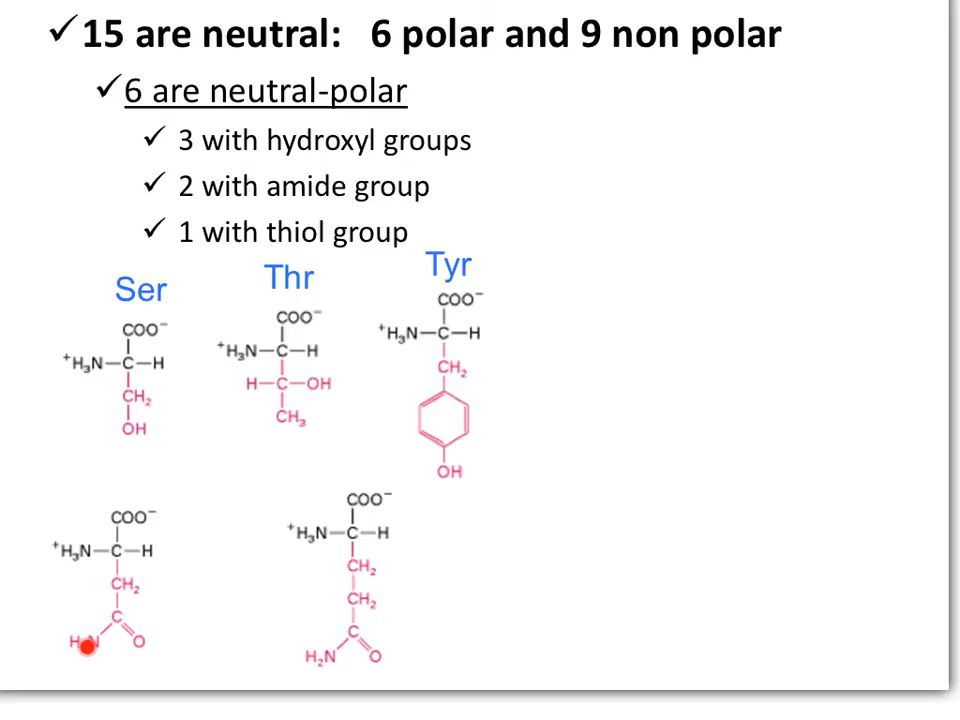 ✓15 are neutral: 6 polar and 9 non polar
✓6 are neutral-polar
✓ 3 with hydroxyl groups
✓ 2 with amide group
✓ 1 with thiol group
Ser Thr Tyr
COO⁻
⁺H₃N–C–H
CH₂
OH
COO⁻
⁺H₃N–C–H
H–C–OH
CH₃
COO⁻
⁺H₃N–C–H
CH₂
OH
COO⁻
⁺H₃N–C–H
CH₂
C
O
COO⁻
⁺H₃N–C–H
CH₂
CH₂
C
H₂N O